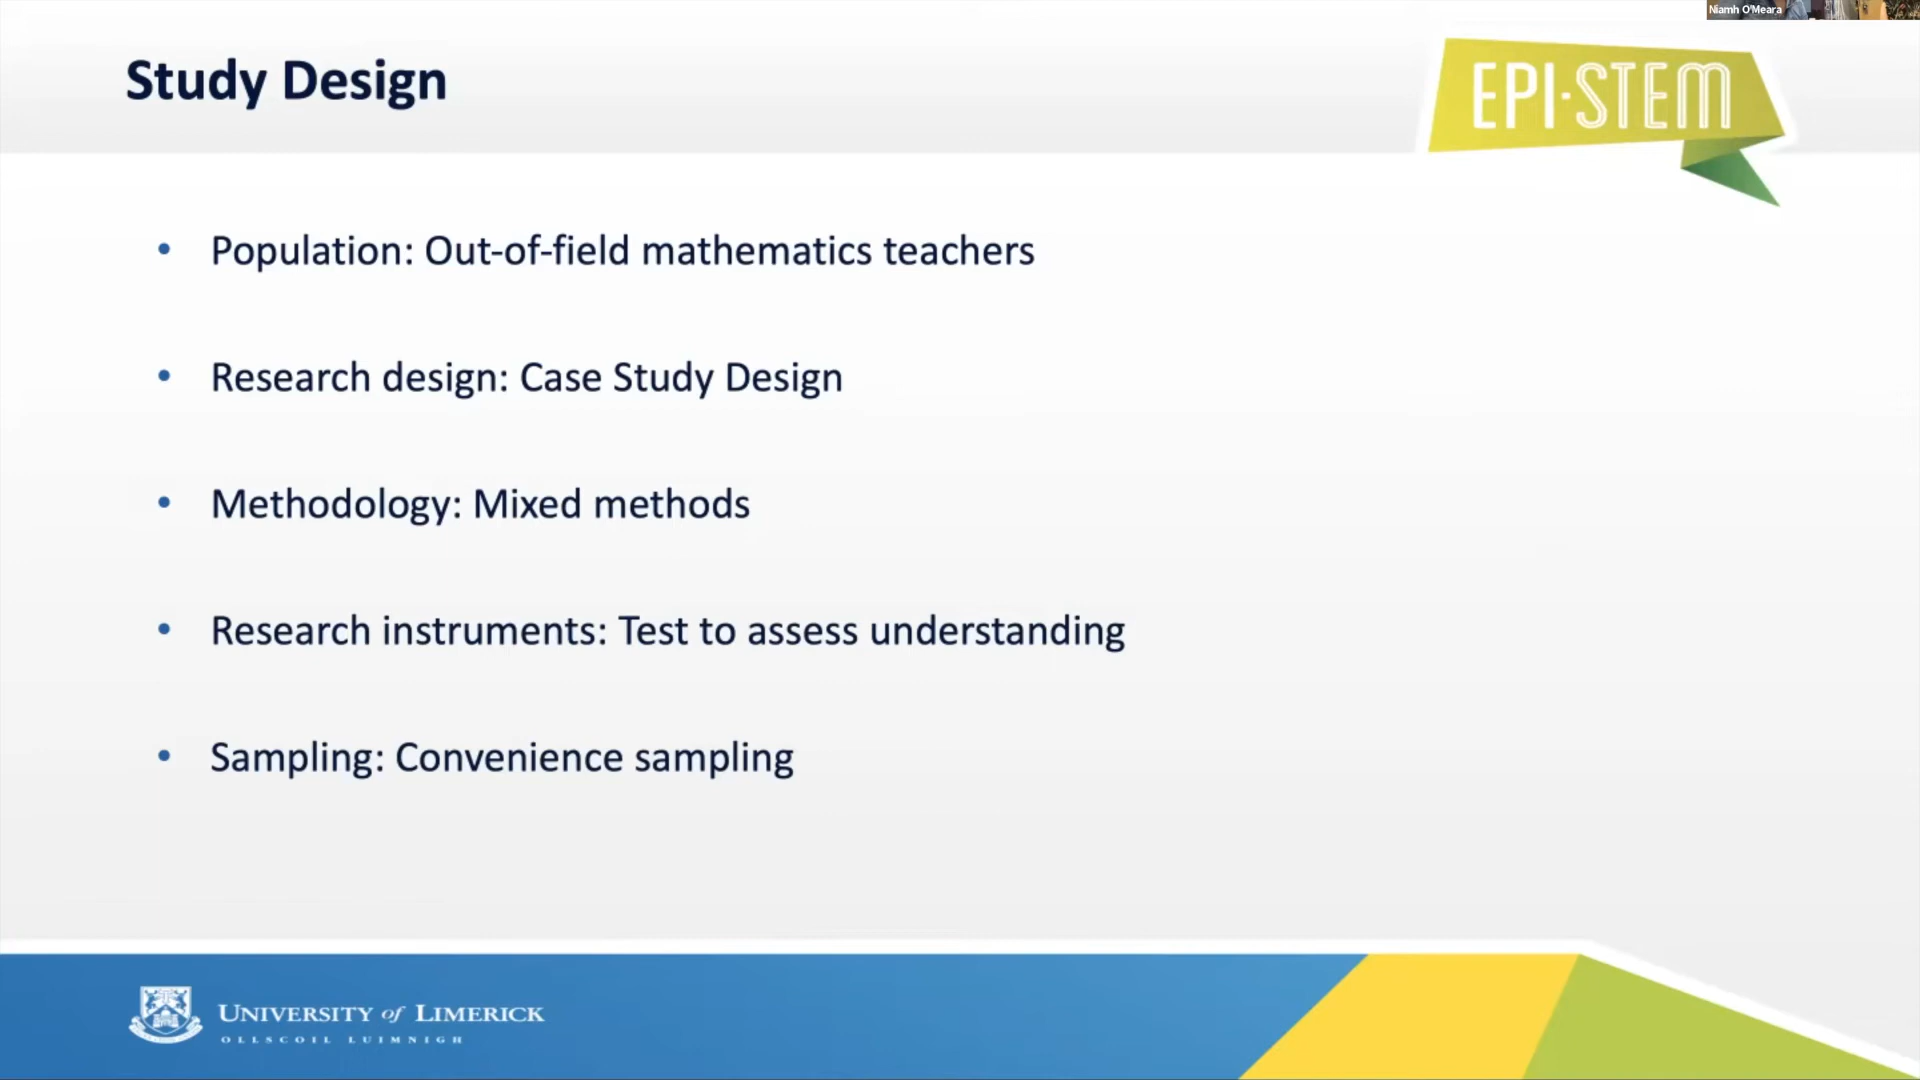 Niamh O'Meara
Study Design
EPI·STEM
• Population: Out-of-field mathematics teachers
• Research design: Case Study Design
• Methodology: Mixed methods
• Research instruments: Test to assess understanding
• Sampling: Convenience sampling
UNIVERSITY of LIMERICK
OLLSCOIL LUIMNIGH